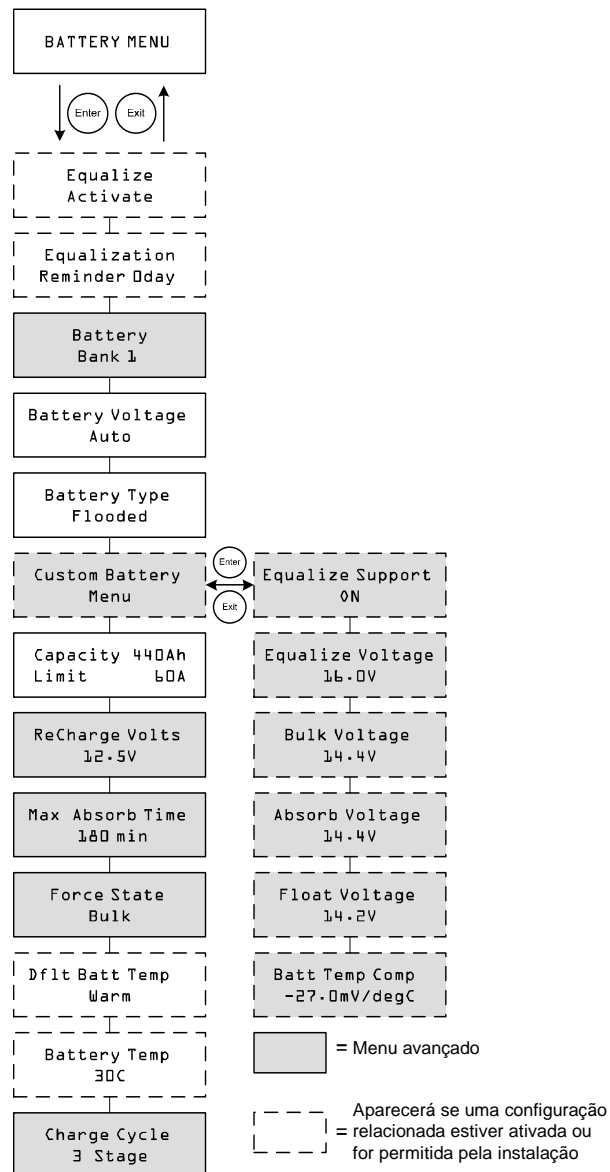 BATTERY MENU
Enter
Exit
Equalize
Activate
Equalization
Reminder 0day
Battery
Bank 1
Battery Voltage
Auto
Battery Type
Flooded
Custom Battery
Menu
Enter
Exit
Equalize Support
ON
Capacity 440Ah
Limit 60A
Equalize Voltage
16.0V
ReCharge Volts
12.5V
Bulk Voltage
14.4V
Max Absorb Time
180 min
Absorb Voltage
14.4V
Force State
Bulk
Float Voltage
14.2V
Dflt Batt Temp
Warm
Batt Temp Comp
-27.0mV/degC
Battery Temp
30C
Charge Cycle
3 Stage
= Menu avançado
Aparecerá se uma configuração
= relacionada estiver ativada ou
for permitida pela instalação